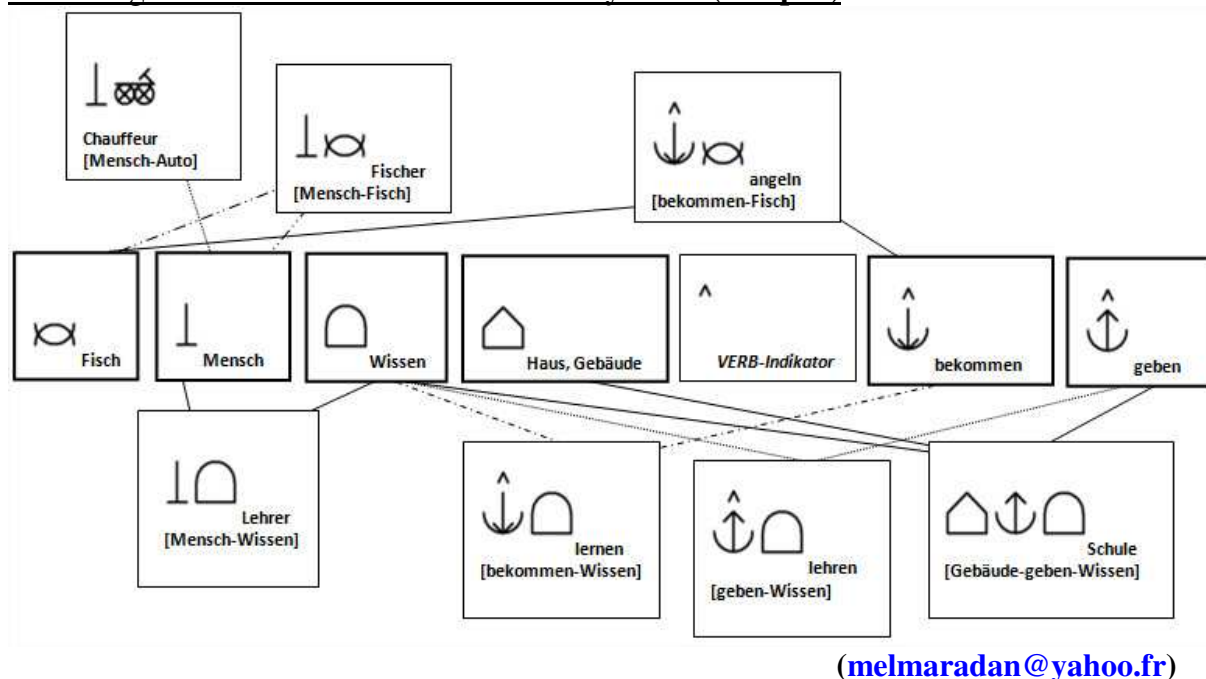 Chauffeur
[Mensch-Auto]
Fischer
[Mensch-Fisch]
angeln
[bekommen-Fisch]
Fisch
Mensch
Wissen
Haus, Gebäude
VERB-Indikator
bekommen
geben
Lehrer
[Mensch-Wissen]
lernen
[bekommen-Wissen]
lehren
[geben-Wissen]
Schule
[Gebäude-geben-Wissen]
(melmaradan@yahoo.fr)